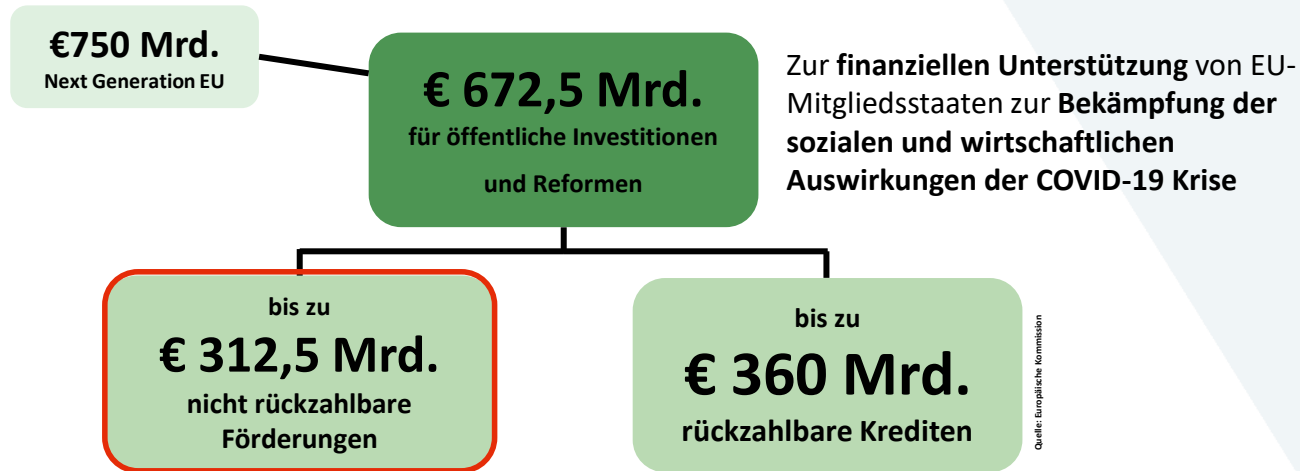 €750 Mrd.
Next Generation EU
€ 672,5 Mrd.
für öffentliche Investitionen
und Reformen
Zur finanziellen Unterstützung von EU-
Mitgliedsstaaten zur Bekämpfung der
sozialen und wirtschaftlichen
Auswirkungen der COVID-19 Krise
bis zu
€ 312,5 Mrd.
nicht rückzahlbare
Förderungen
bis zu
€ 360 Mrd.
rückzahlbare Krediten
Quelle: Europäische Kommission